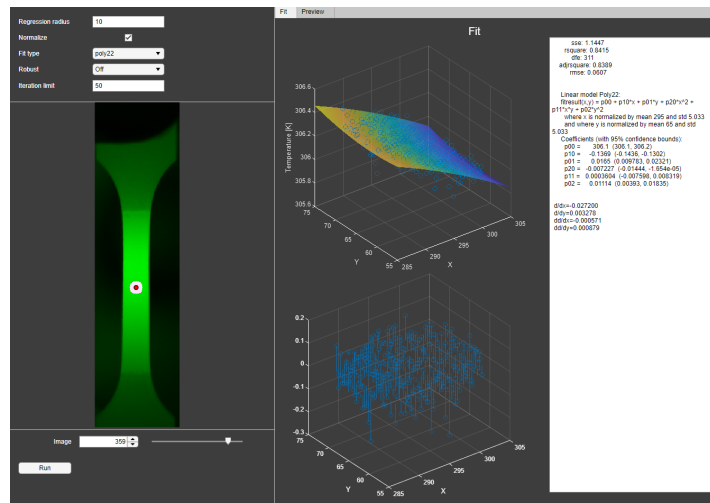 Regression radius 10
Normalize
Fit type poly22
Robust Off
Iteration limit 50
Image 359
Run
Fit Preview
Fit
306.6
306.4
306.2
306
305.8
305.6
Temperature [K]
75
70
65
60
55
Y
285
290
295
300
305
X
0.2
0.1
0
-0.1
-0.2
-0.3
75
70
65
60
55
Y
285
290
295
300
305
X
sse: 1.1447
rsquare: 0.8415
dfe: 311
adjrsquare: 0.8389
rmse: 0.0607
Linear model Poly22:
fitresult(x,y) = p00 + p10*x + p01*y + p20*x^2 +
p11*x*y + p02*y^2
where x is normalized by mean 295 and std 5.033
and where y is normalized by mean 65 and std
5.033
Coefficients (with 95% confidence bounds):
p00 = 306.1 (306.1, 306.2)
p10 = -0.1369 (-0.1436, -0.1302)
p01 = 0.0165 (0.009783, 0.02321)
p20 = -0.007227 (-0.01444, -1.654e-05)
p11 = 0.0003604 (-0.007598, 0.008319)
p02 = 0.01114 (0.00393, 0.01835)
d/dx=-0.027200
d/dy=0.003278
dd/dx=-0.000571
dd/dy=0.000879